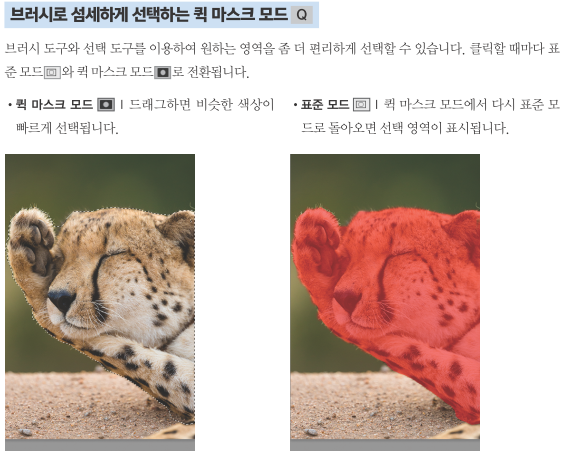 브러시로 섬세하게 선택하는 퀵 마스크 모드 Q
브러시 도구와 선택 도구를 이용하여 원하는 영역을 좀 더 편리하게 선택할 수 있습니다. 클릭할 때마다 표
준 모드와 퀵 마스크 모드로 전환됩니다.
• 퀵 마스크 모드 | 드래그하면 비슷한 색상이
빠르게 선택됩니다.
• 표준 모드 | 퀵 마스크 모드에서 다시 표준 모
드로 돌아오면 선택 영역이 표시됩니다.